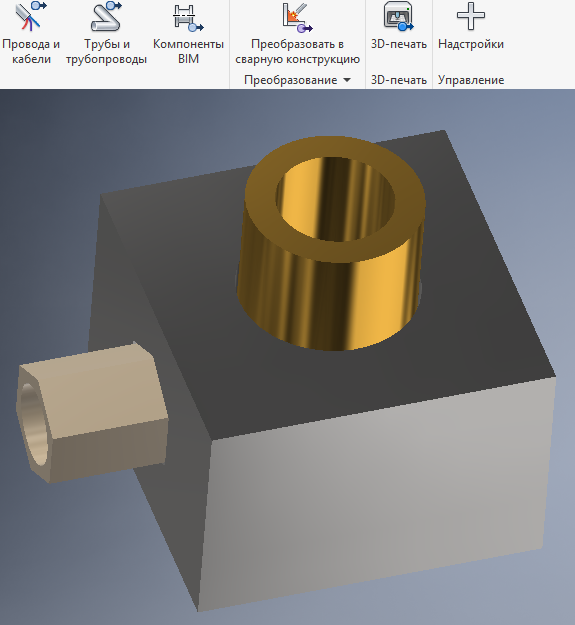 Провода и
кабели
Трубы и
трубопроводы
Компоненты
BIM
Преобразовать в
сварную конструкцию
3D-печать
Надстройки
Преобразование
3D-печать
Управление